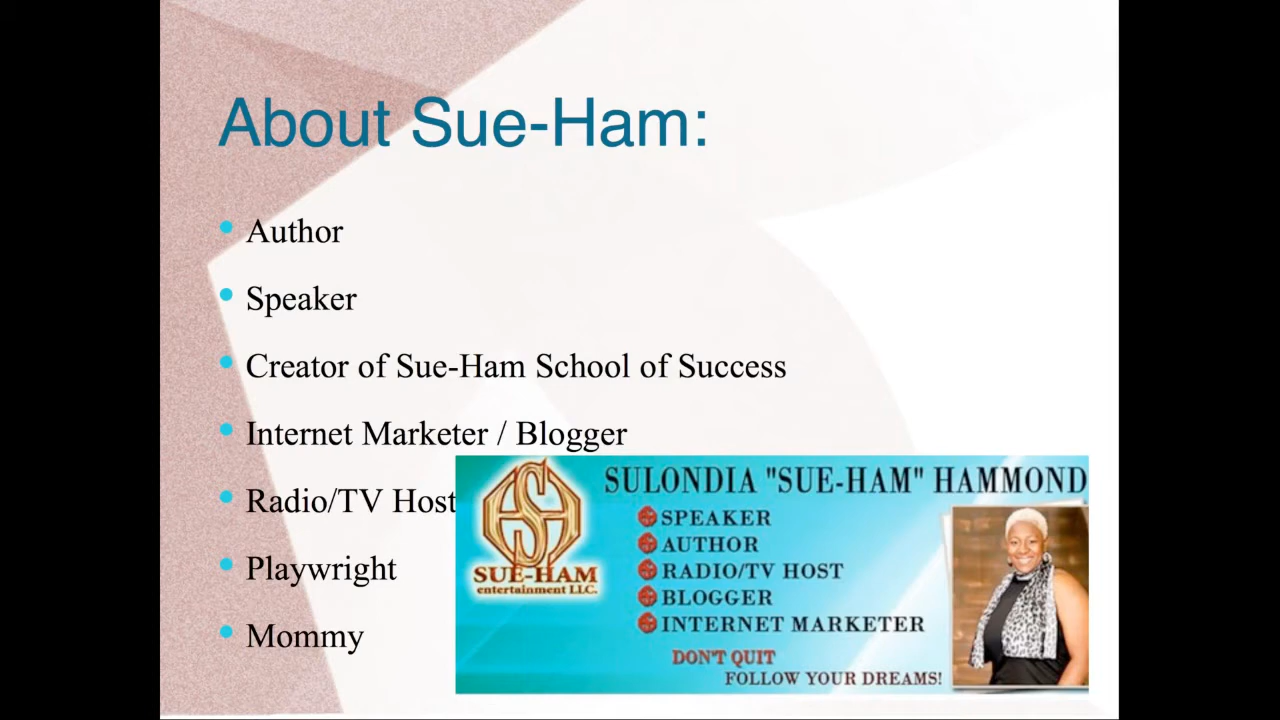 About Sue-Ham:
Author
Speaker
Creator of Sue-Ham School of Success
Internet Marketer / Blogger
Radio/TV Host
Playwright
Mommy
SULONDIA "SUE-HAM" HAMMOND
SPEAKER
AUTHOR
RADIO/TV HOST
BLOGGER
INTERNET MARKETER
SUE-HAM
entertainment LLC.
DON'T QUIT
FOLLOW YOUR DREAMS!